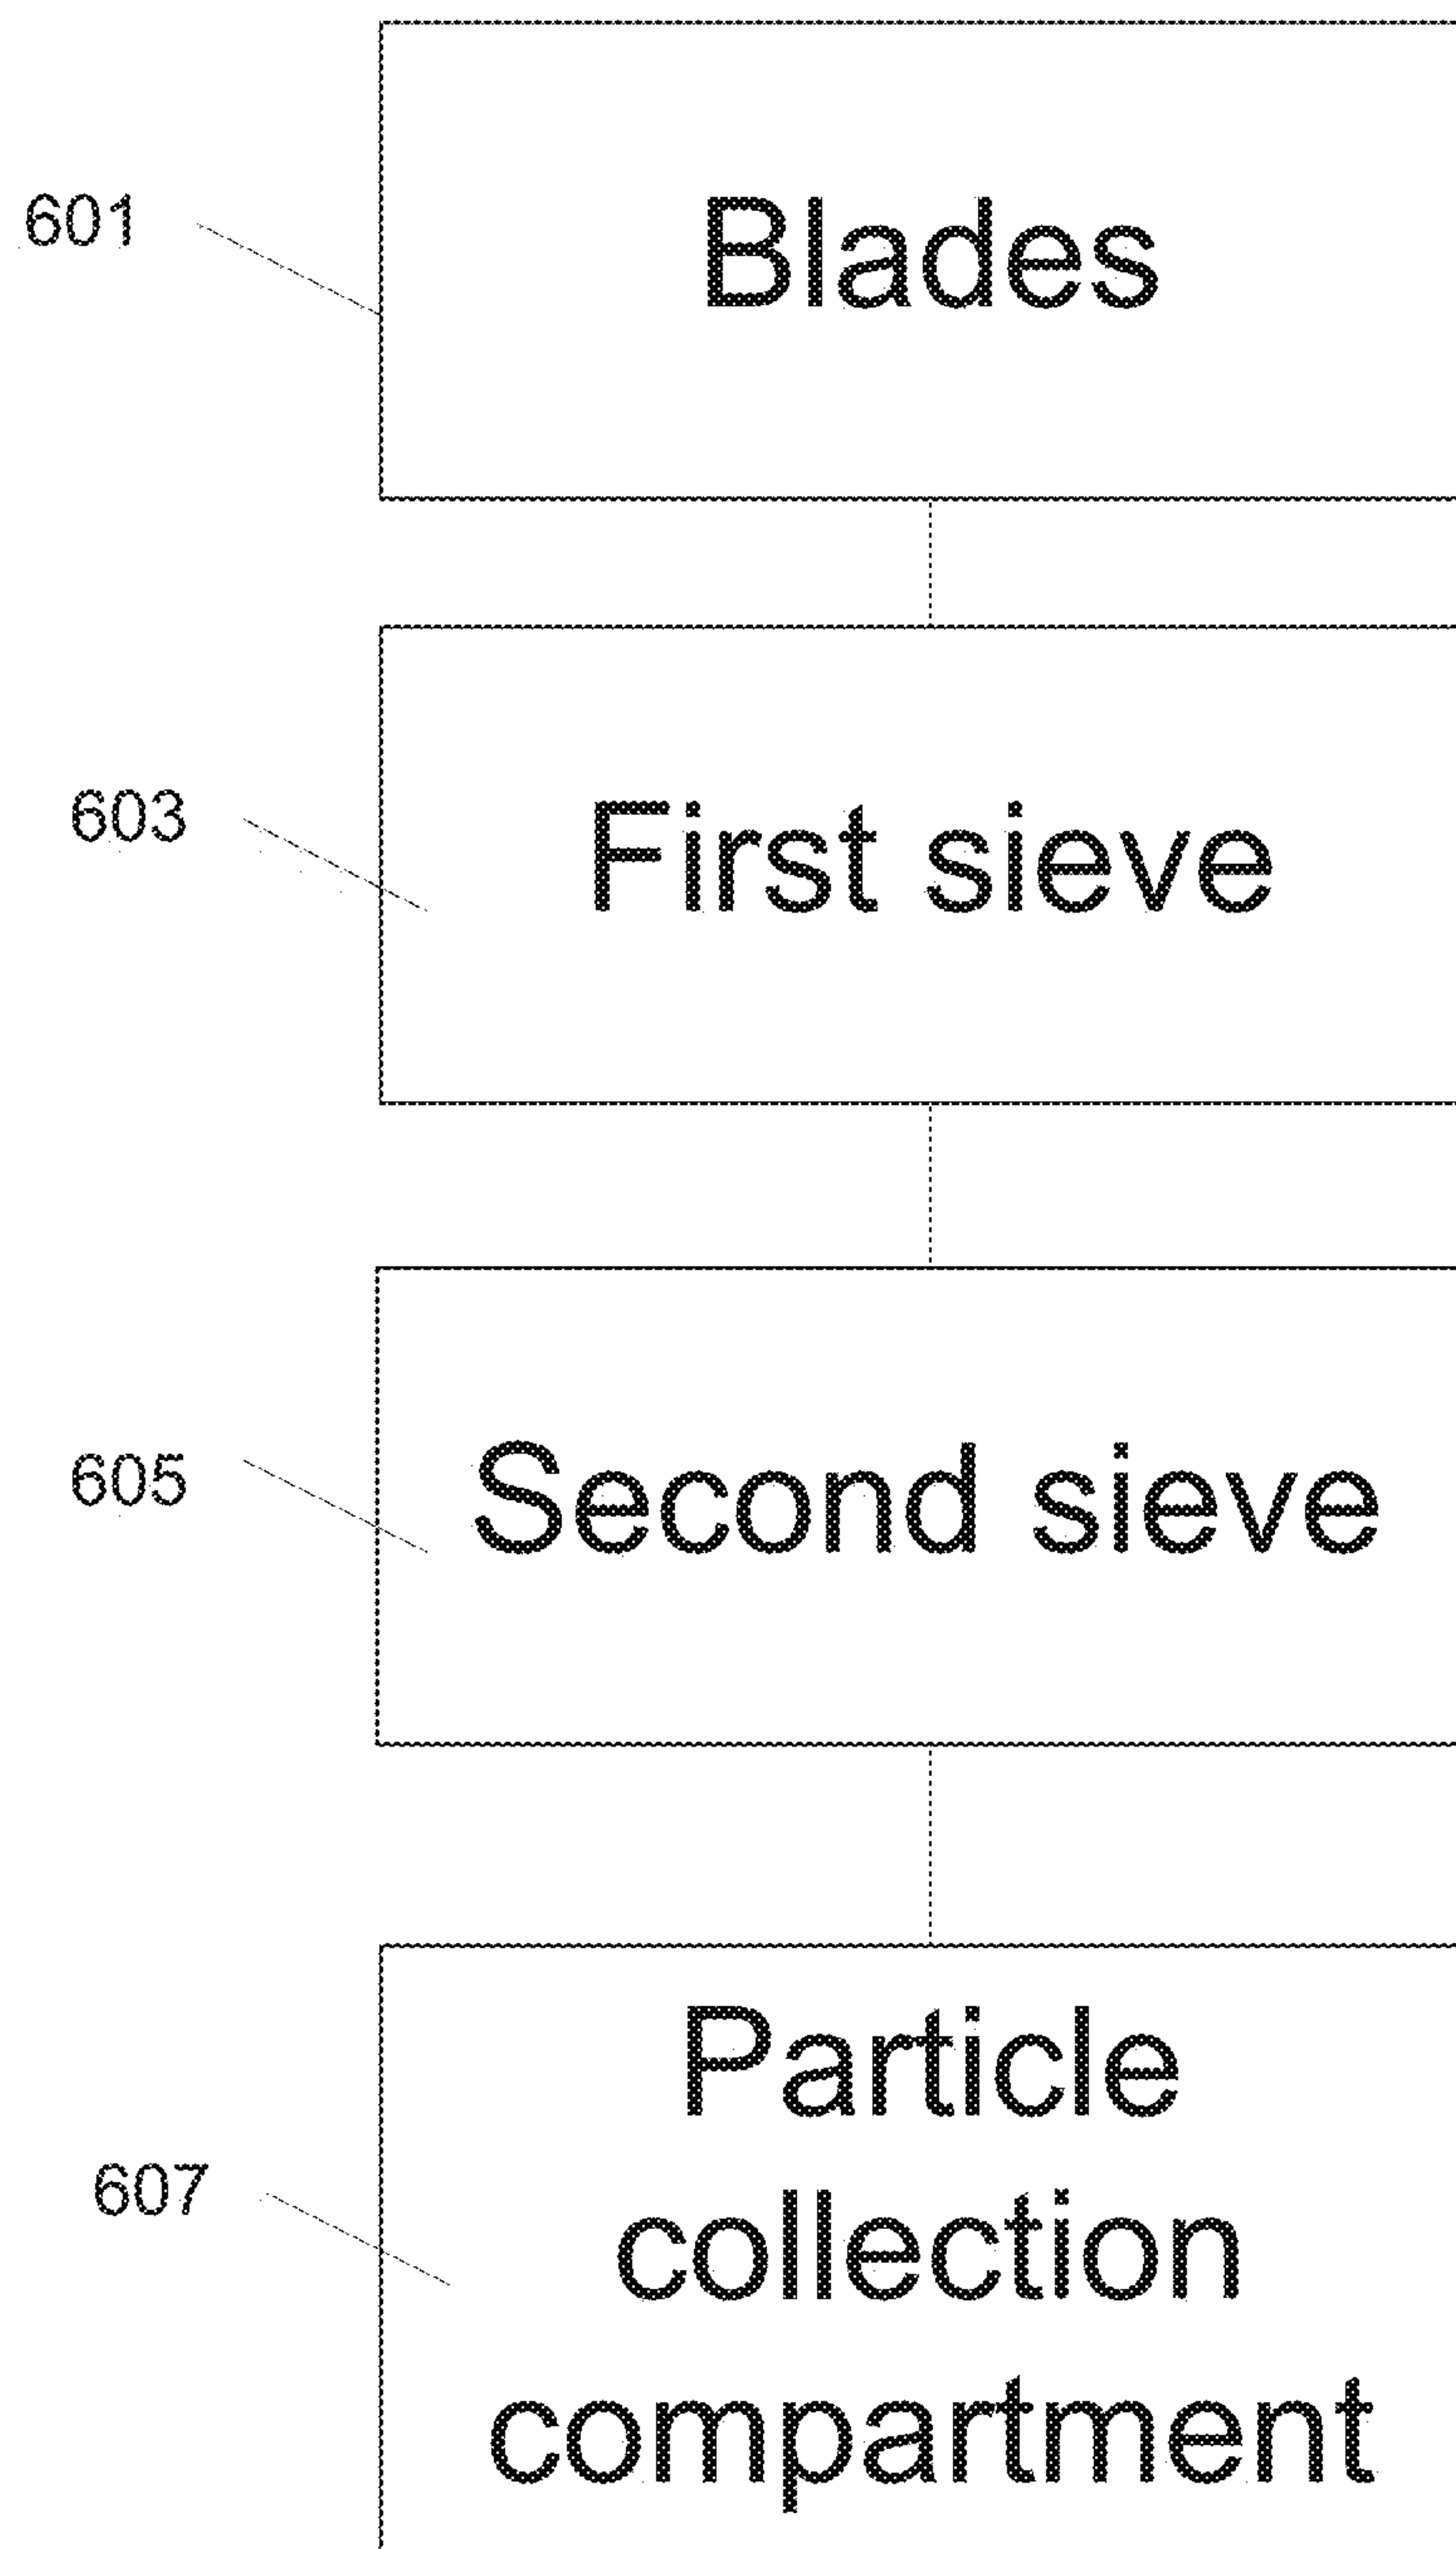 601
Blades
603
First sieve
605
Second sieve
Particle
607
collection
compartment